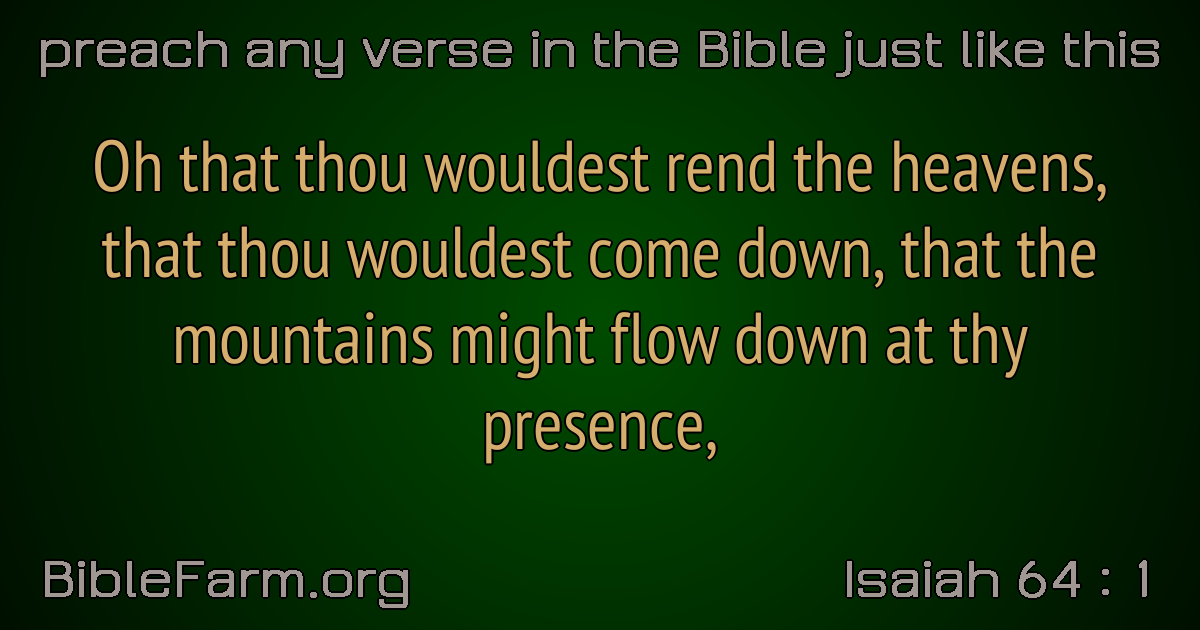 preach any verse in the Bible just like this
Oh that thou wouldest rend the heavens,
that thou wouldest come down, that the
mountains might flow down at thy
presence,
BibleFarm.org
Isaiah 64 : 1